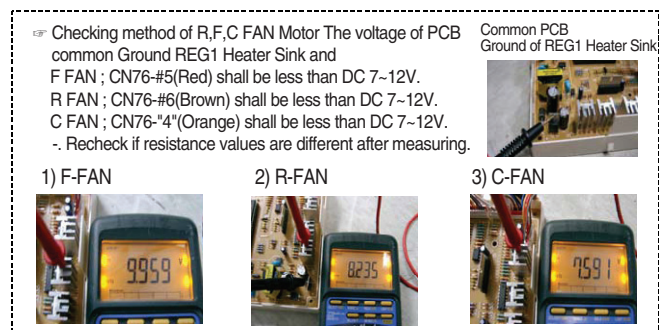 ☞ Checking method of R,F,C FAN Motor The voltage of PCB
common Ground REG1 Heater Sink and
F FAN ; CN76-#5(Red) shall be less than DC 7~12V.
R FAN ; CN76-#6(Brown) shall be less than DC 7~12V.
C FAN ; CN76-"4"(Orange) shall be less than DC 7~12V.
-. Recheck if resistance values are different after measuring.
Common PCB
Ground of REG1 Heater Sink
1) F-FAN
2) R-FAN
3) C-FAN
9.959
8.235
7.591